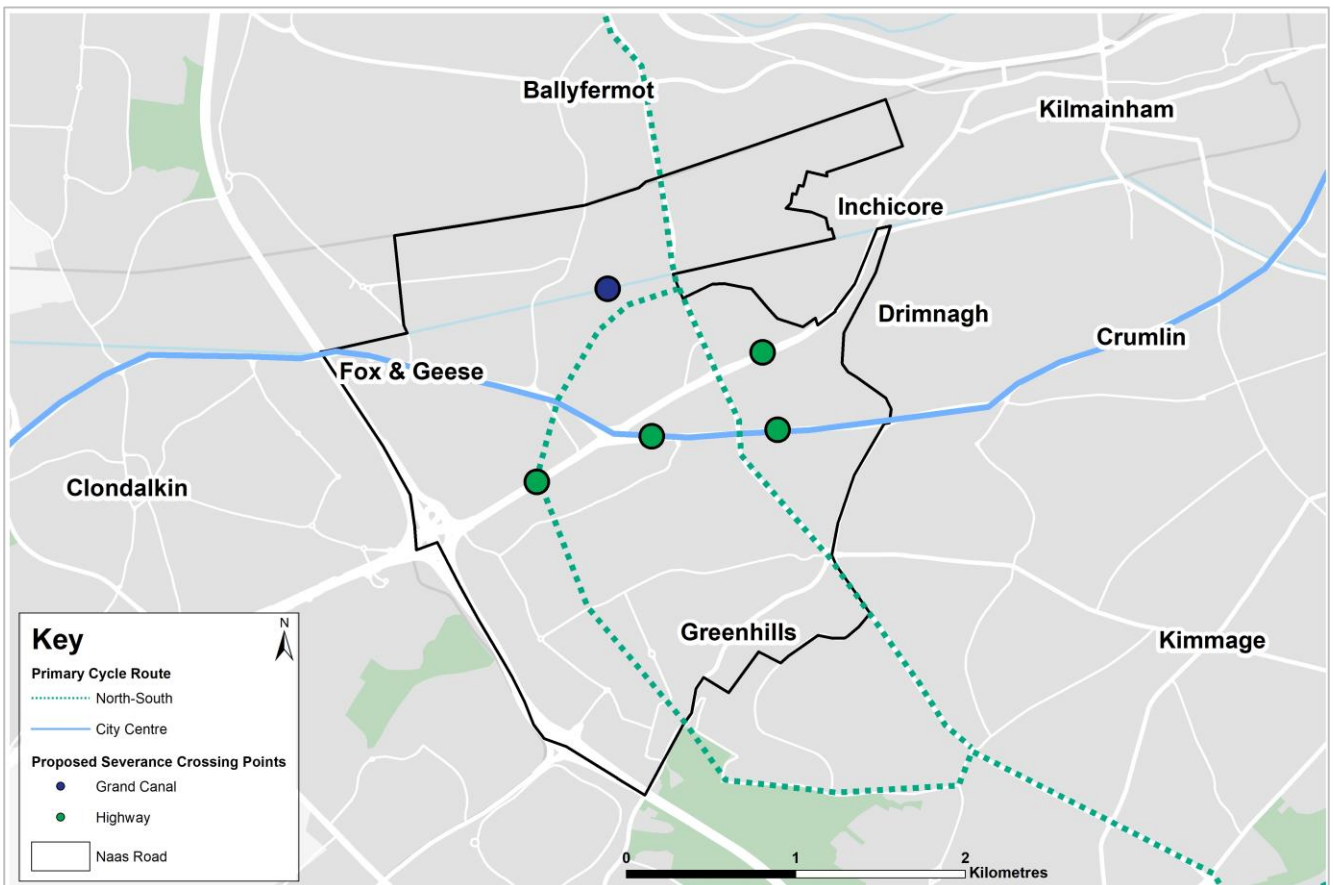 Ballyfermot
Kilmainham
Inchicore
Drimnagh
Crumlin
Fox & Geese
Clondalkin
Greenhills
Kimmage
Key
N
Primary Cycle Route
North-South
City Centre
Proposed Severance Crossing Points
Grand Canal
Highway
Naas Road
0 1 2
Kilometres